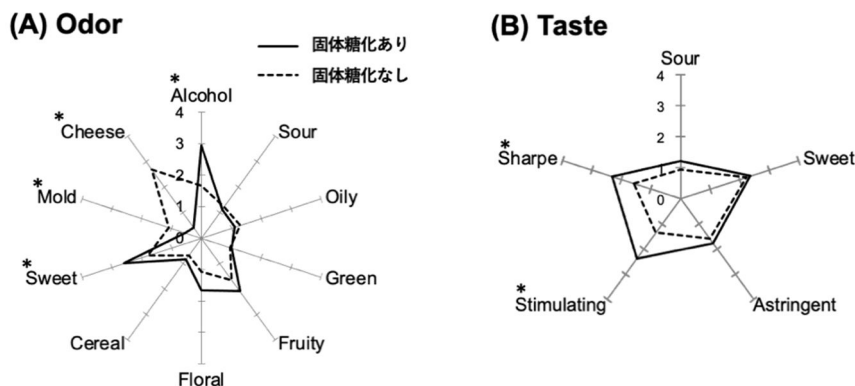 (A) Odor
固体糖化あり
固体糖化なし
* Alcohol
Sour
Oily
Green
Fruity
Floral
Cereal
* Sweet
* Mold
* Cheese
4
3
2
1
0
(B) Taste
Sour
Sweet
Astringent
* Stimulating
* Sharpe
4
3
2
1
0